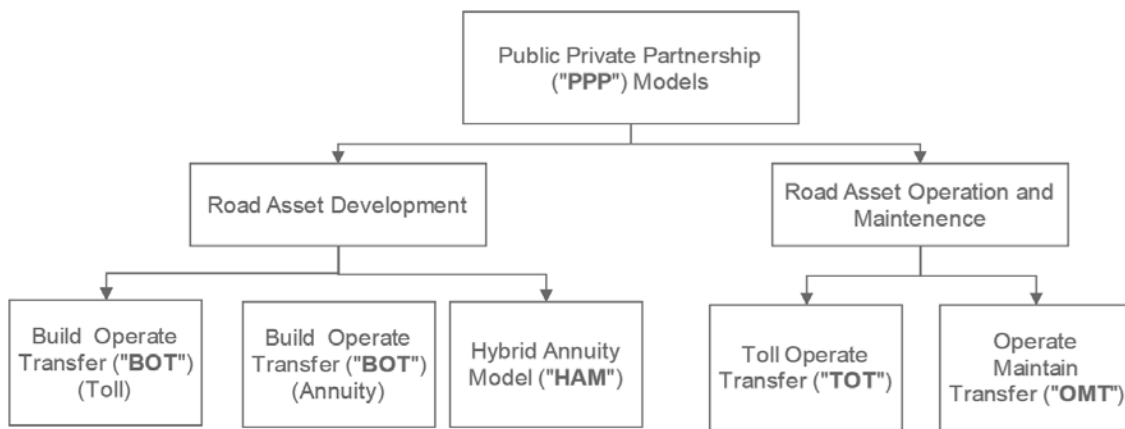 Public Private Partnership
("PPP") Models
Road Asset Development
Road Asset Operation and
Maintenence
Build Operate
Transfer ("BOT")
(Toll)
Build Operate
Transfer ("BOT")
(Annuity)
Hybrid Annuity
Model ("HAM")
Toll Operate
Transfer ("TOT")
Operate
Maintain
Transfer ("OMT")